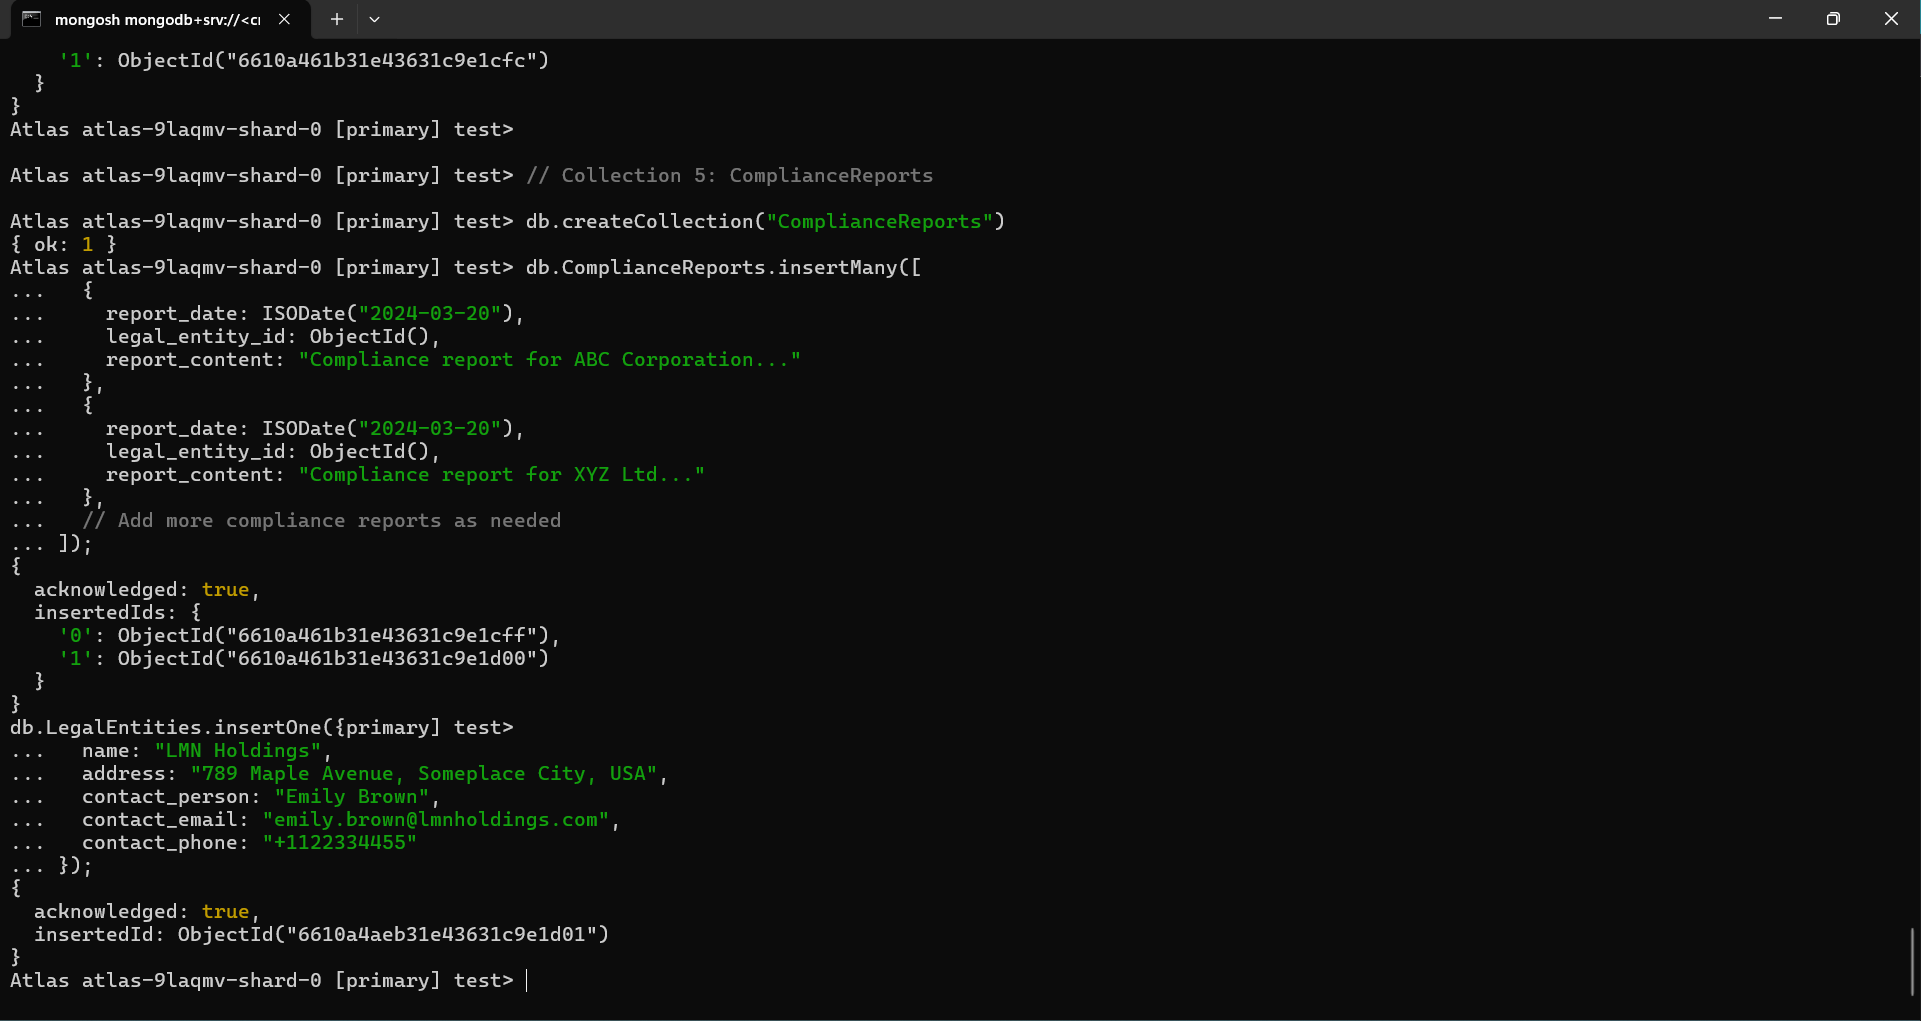 mongosh mongodb+srv://<cr
    '1': ObjectId("6610a461b31e43631c9e1cfc")
  }
}
Atlas atlas-9laqmv-shard-0 [primary] test>
Atlas atlas-9laqmv-shard-0 [primary] test> // Collection 5: ComplianceReports
Atlas atlas-9laqmv-shard-0 [primary] test> db.createCollection("ComplianceReports")
{ ok: 1 }
Atlas atlas-9laqmv-shard-0 [primary] test> db.ComplianceReports.insertMany([
...   {
...     report_date: ISODate("2024-03-20"),
...     legal_entity_id: ObjectId(),
...     report_content: "Compliance report for ABC Corporation..."
...   },
...   {
...     report_date: ISODate("2024-03-20"),
...     legal_entity_id: ObjectId(),
...     report_content: "Compliance report for XYZ Ltd..."
...   },
...   // Add more compliance reports as needed
... ]);
{
  acknowledged: true,
  insertedIds: {
    '0': ObjectId("6610a461b31e43631c9e1cff"),
    '1': ObjectId("6610a461b31e43631c9e1d00")
  }
}
db.LegalEntities.insertOne({primary] test>
...   name: "LMN Holdings",
...   address: "789 Maple Avenue, Someplace City, USA",
...   contact_person: "Emily Brown",
...   contact_email: "emily.brown@lmnholdings.com",
...   contact_phone: "+1122334455"
... });
{
  acknowledged: true,
  insertedId: ObjectId("6610a4aeb31e43631c9e1d01")
}
Atlas atlas-9laqmv-shard-0 [primary] test>